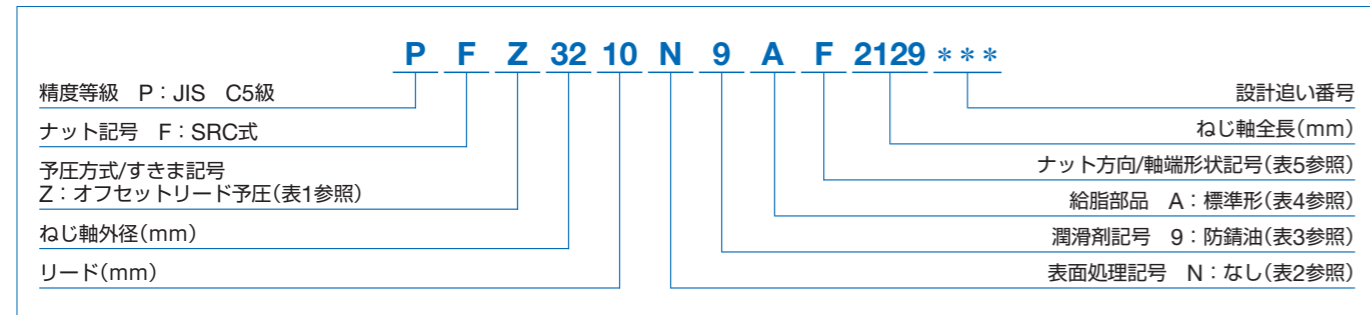 P F Z 32 10 N 9 A F 2129 ***
精度等級 P:JIS C5級
ナット記号 F:SRC式
予圧方式/すきま記号
Z:オフセットリード予圧(表1参照)
ねじ軸外径(mm)
リード(mm)
設計追い番号
ねじ軸全長(mm)
ナット方向/軸端形状記号(表5参照)
給脂部品 A:標準形(表4参照)
潤滑剤記号 9:防錆油(表3参照)
表面処理記号 N:なし(表2参照)